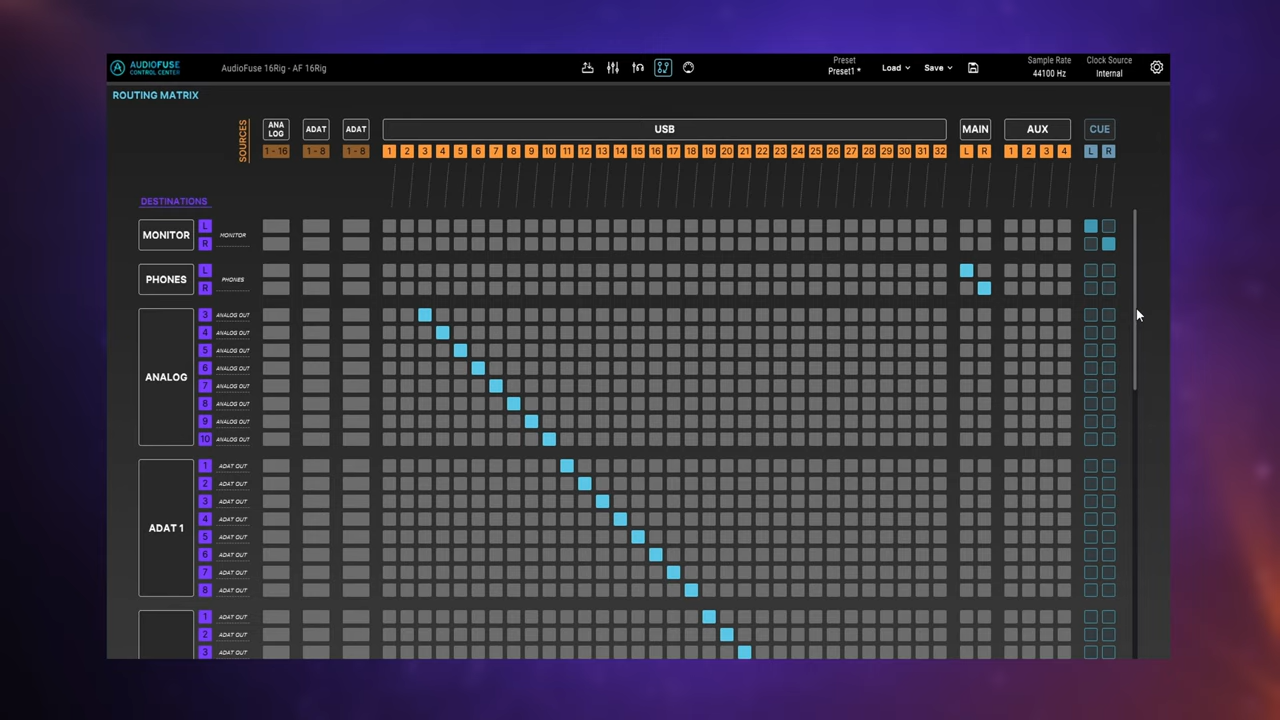 AUDIOFUSE
CONTROL CENTER
AudioFuse 16Rig - AF 16Rig
Preset
Preset1 *
Load
Save
Sample Rate
44100 Hz
Clock Source
Internal
ROUTING MATRIX
SOURCES
ANA
LOG
ADAT
ADAT
USB
MAIN
AUX
CUE
1 - 16
1 - 8
1 - 8
1 2 3 4 5 6 7 8 9 10 11 12 13 14 15 16 17 18 19 20 21 22 23 24 25 26 27 28 29 30 31 32
L R
1 2 3 4
L R
DESTINATIONS
MONITOR
L
R
MONITOR
PHONES
L
R
PHONES
ANALOG
3 ANALOG OUT
4 ANALOG OUT
5 ANALOG OUT
6 ANALOG OUT
7 ANALOG OUT
8 ANALOG OUT
9 ANALOG OUT
10 ANALOG OUT
ADAT 1
1 ADAT OUT
2 ADAT OUT
3 ADAT OUT
4 ADAT OUT
5 ADAT OUT
6 ADAT OUT
7 ADAT OUT
8 ADAT OUT
1 ADAT OUT
2 ADAT OUT
3 ADAT OUT